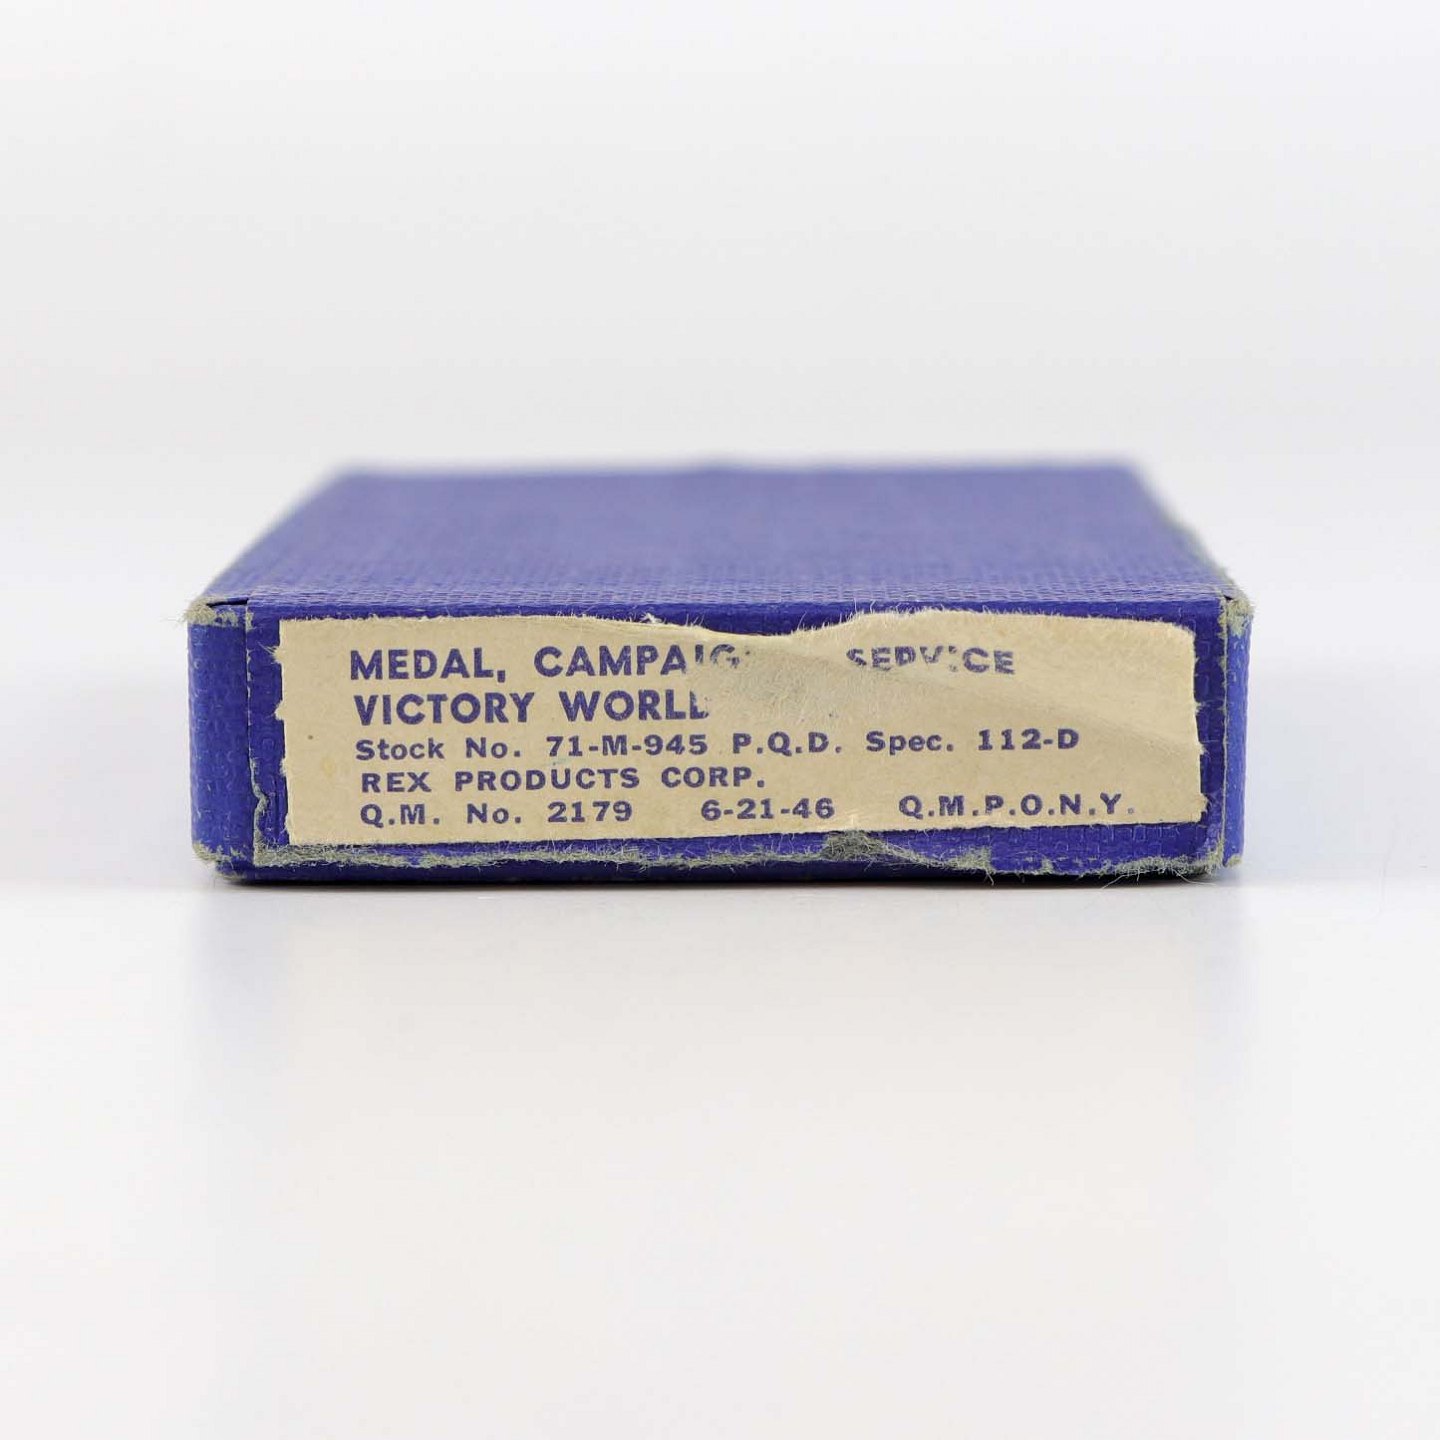 MEDAL, CAMPAIG SERVICE
VICTORY WORLD
Stock No. 71-M-945 P.Q.D. Spec. 112-D
REX PRODUCTS CORP.
Q.M. No. 2179 6-21-46 Q.M.P.O.N.Y.